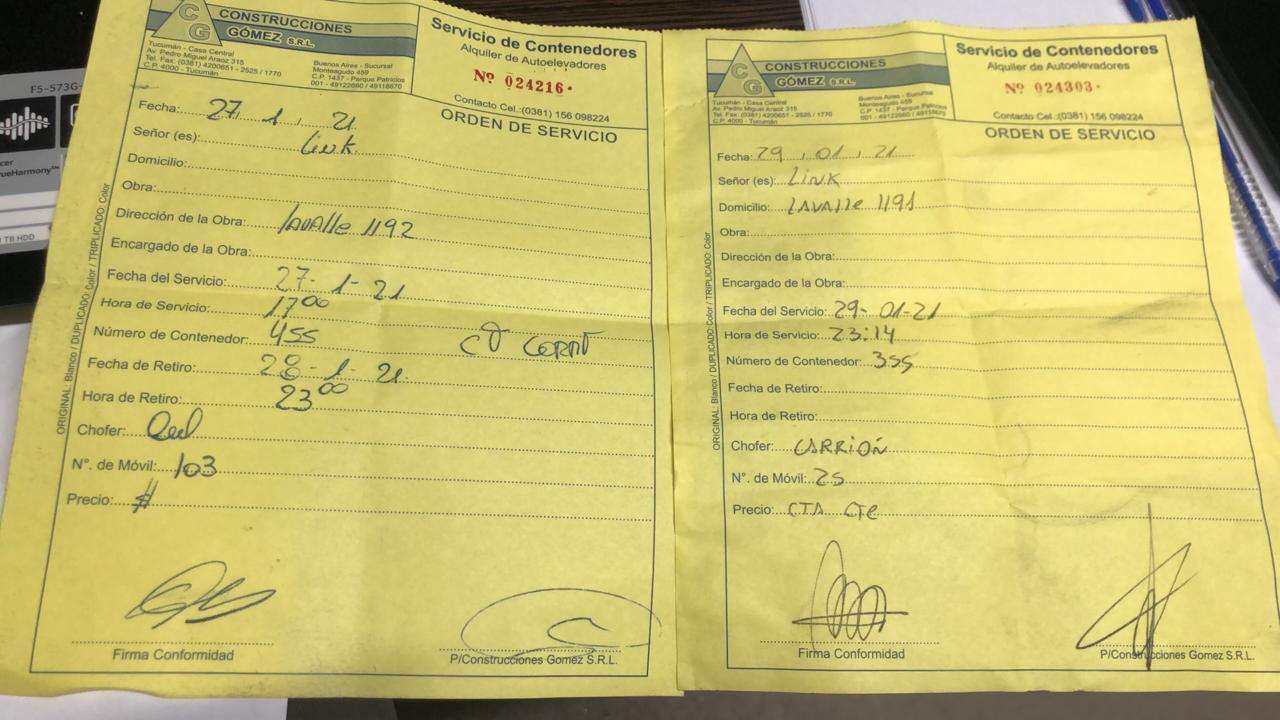 CONSTRUCCIONES
GÓMEZ S.R.L.
CG
Tucumán - Casa Central
Av. Pedro Miguel Araoz 315
Tel. Fax: (0381) 4200651 - 2525 / 1770
C.P. 4000 - Tucumán
Buenos Aires - Sucursal
Monteagudo 459
C.P. 1437 - Parque Patricios
001 - 49122660 / 49118670
Servicio de Contenedores
Alquiler de Autoelevadores
Nº 024216
Contacto Cel.:(0381) 156 098224
ORDEN DE SERVICIO
Fecha: 27 , 1 , 21
Señor (es): Link
Domicilio:
Obra:
Dirección de la Obra: Lavalle 1192
Encargado de la Obra:
Fecha del Servicio: 27-1-21
Hora de Servicio: 17 00
Número de Contenedor: 455
Fecha de Retiro: 28-1-21
Hora de Retiro: 23 00
Chofer:
N°. de Móvil: 103
Precio: $
Firma Conformidad
P/Construcciones Gomez S.R.L.
ORIGINAL: Blanco / DUPLICADO: Color / TRIPLICADO: Color
CONSTRUCCIONES
GÓMEZ S.R.L.
CG
Tucumán - Casa Central
Av. Pedro Miguel Araoz 315
Tel. Fax: (0381) 4200651 - 2525 / 1770
C.P. 4000 - Tucumán
Buenos Aires - Sucursal
Monteagudo 459
C.P. 1437 - Parque Patricios
001 - 49122660 / 49118670
Servicio de Contenedores
Alquiler de Autoelevadores
Nº 024303
Contacto Cel.:(0381) 156 098224
ORDEN DE SERVICIO
Fecha: 29 , 01 , 21
Señor (es): LINK
Domicilio: LAVAlle 1191
Obra:
Dirección de la Obra:
Encargado de la Obra:
Fecha del Servicio: 29-01-21
Hora de Servicio: 23:14
Número de Contenedor: 355
Fecha de Retiro:
Hora de Retiro:
Chofer: CARRIÓN
N°. de Móvil: 25
Precio: CTA CTE
Firma Conformidad
P/Construcciones Gomez S.R.L.
ORIGINAL: Blanco / DUPLICADO: Color / TRIPLICADO: Color
F5-573G-
TrueHarmony™
1 TB HDD